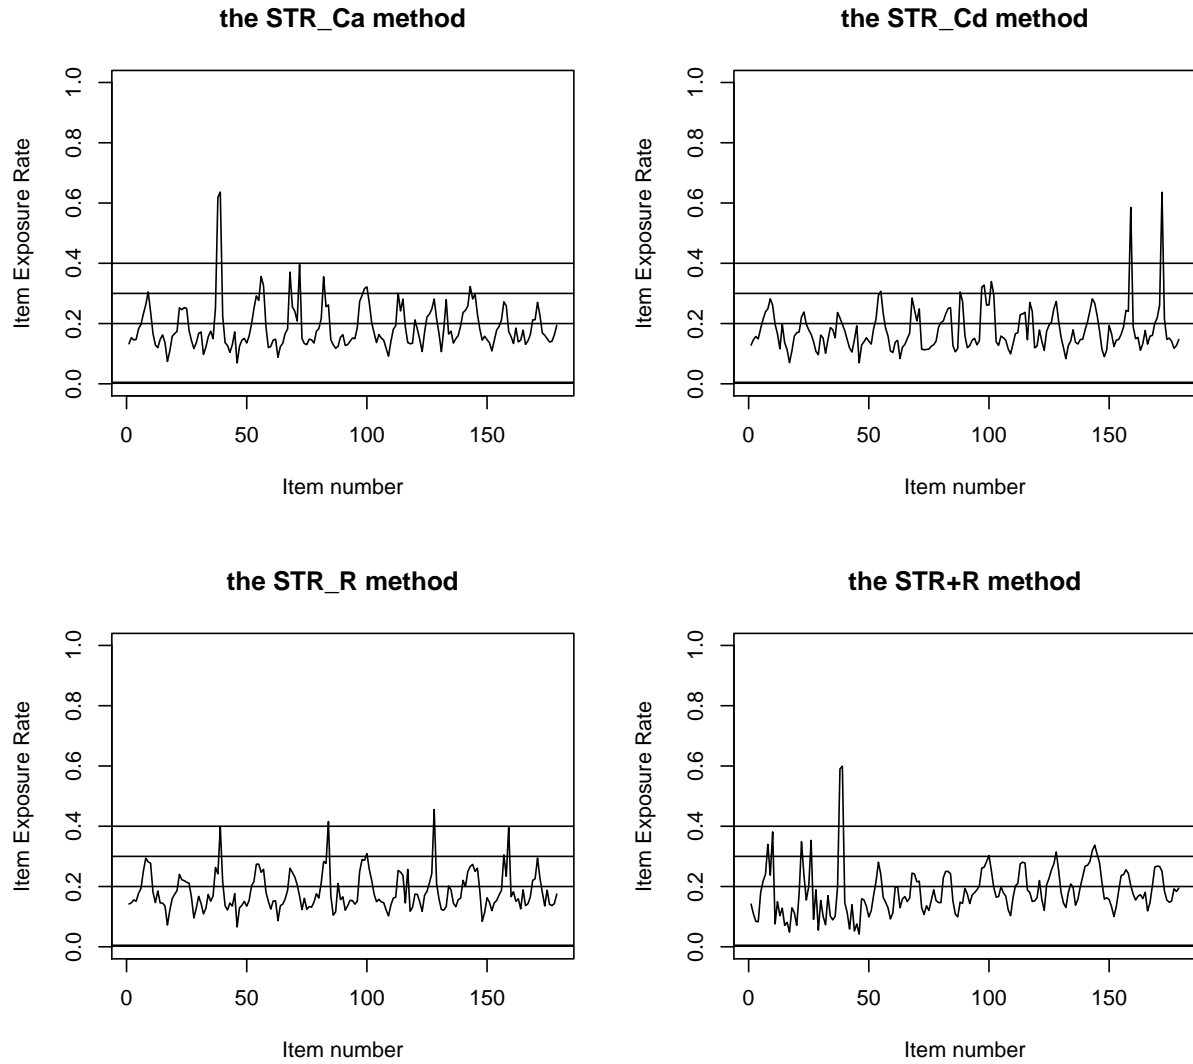 the STR_Ca method
Item Exposure Rate
0.0 0.2 0.4 0.6 0.8 1.0
0 50 100 150
Item number
the STR_Cd method
Item Exposure Rate
0.0 0.2 0.4 0.6 0.8 1.0
0 50 100 150
Item number
the STR_R method
Item Exposure Rate
0.0 0.2 0.4 0.6 0.8 1.0
0 50 100 150
Item number
the STR+R method
Item Exposure Rate
0.0 0.2 0.4 0.6 0.8 1.0
0 50 100 150
Item number